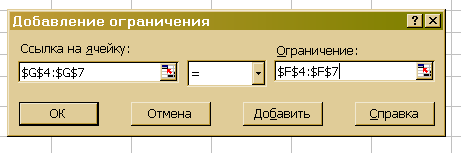 Добавление ограничения
Ссылка на ячейку: Ограничение:
$G$4:$G$7 = $F$4:$F$7
ОК Отмена Добавить Справка